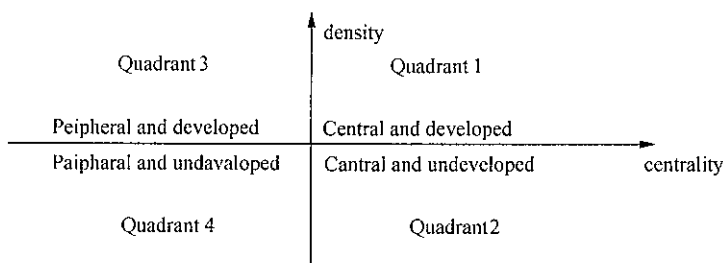 density
Quadrant 3 Quadrant 1
Peipheral and developed Central and developed
Paipharal and undavaloped Cantral and undeveloped
centrality
Quadrant 4 Quadrant2